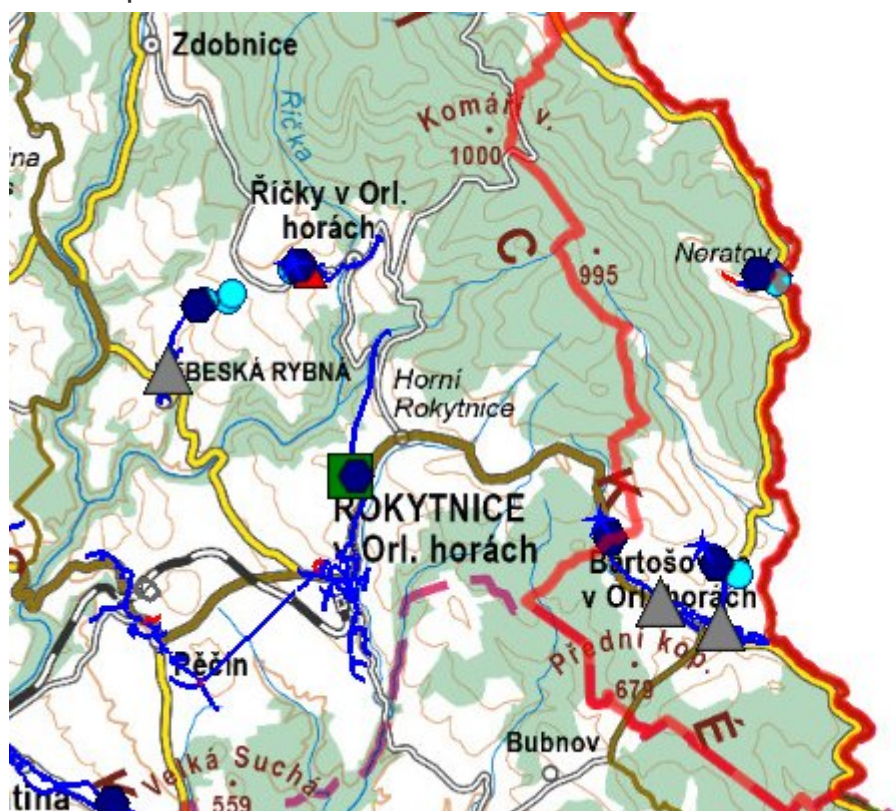 Zdobnice
Říčka
Komáří v.
1000
Říčky v Orl.
horách
C
995
Neratov
BESKÁ RYBNÁ
Horní
Rokytnice
K
ROKYTNICE
v Orl. horách
Bartošo
v Orl. horách
Přední kop.
679
Pěčín
É
Bubnov
Velká Suchá
559
tina